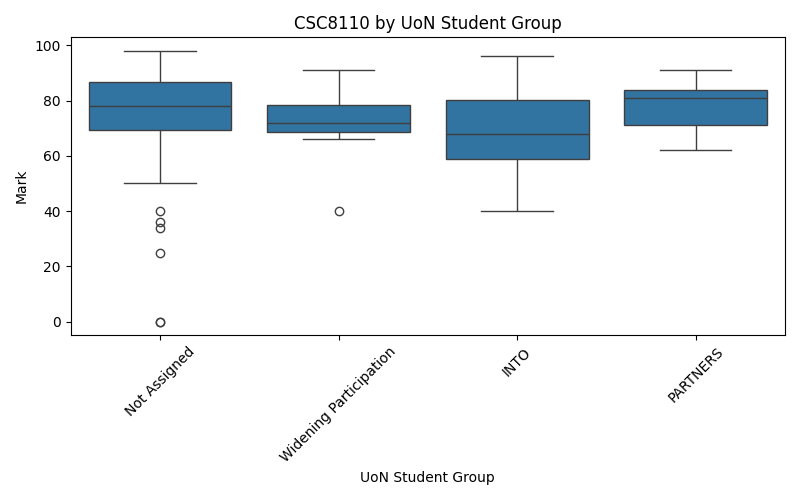 CSC8110 by UoN Student Group
Mark
100
80
60
40
20
0
Not Assigned
Widening Participation
INTO
PARTNERS
UoN Student Group